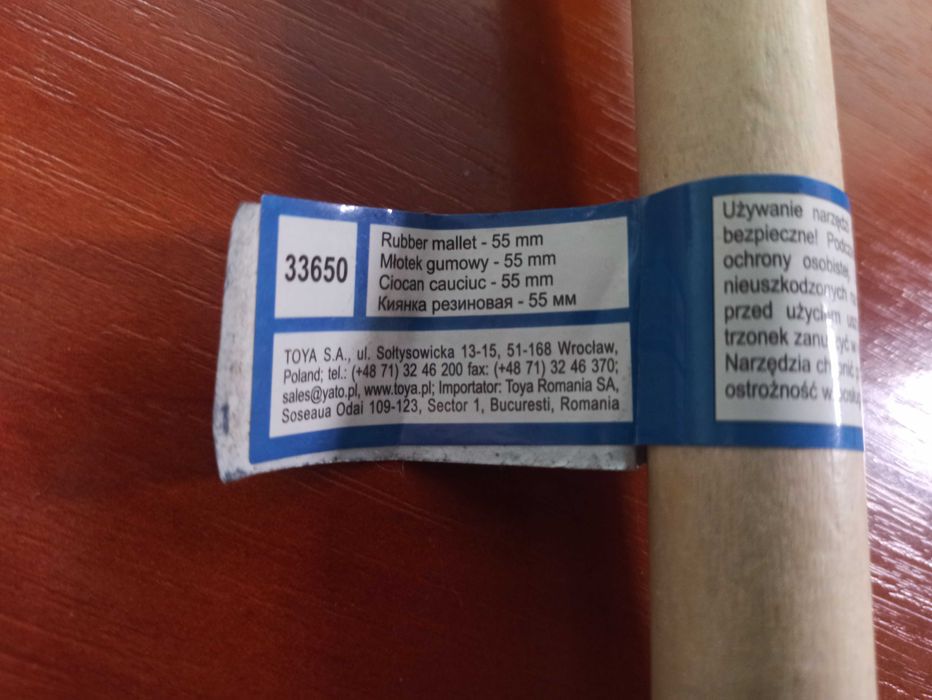 33650
Rubber mallet - 55 mm
Młotek gumowy - 55 mm
Ciocan cauciuc - 55 mm
Киянка резиновая - 55 мм
TOYA S.A., ul. Sołtysowicka 13-15, 51-168 Wrocław,
Poland; tel.: (+48 71) 32 46 200 fax: (+48 71) 32 46 370;
sales@yato.pl, www.toya.pl; Importator: Toya Romania SA,
Soseaua Odai 109-123, Sector 1, Bucuresti, Romania
Używanie narzędzi
bezpieczne!
ochrony osobistej
nieuszkodzonych
przed użyciem
trzonek zanurzyć w
Narzędzia chronić
ostrożność w